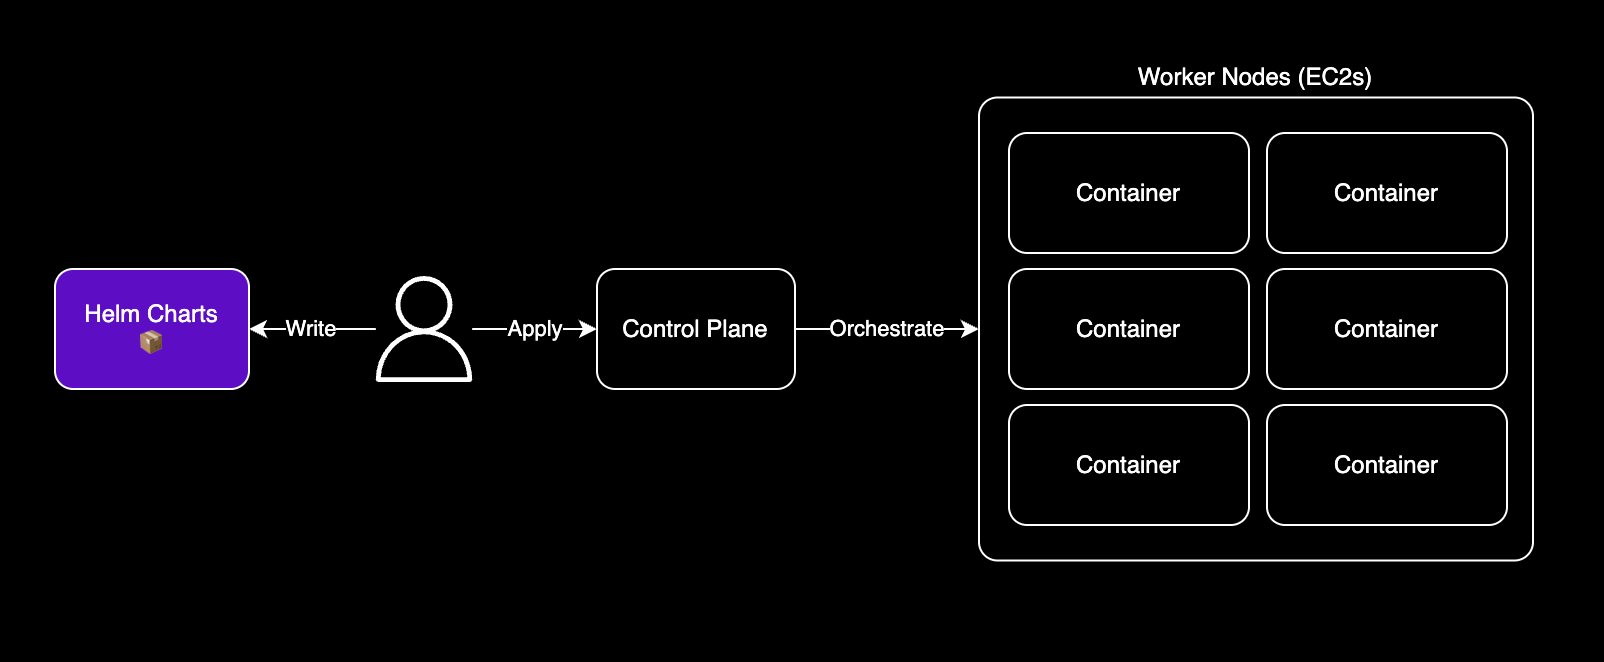 Worker Nodes (EC2s)
Container
Container
Helm Charts
📦
Write
Apply
Control Plane
Orchestrate
Container
Container
Container
Container